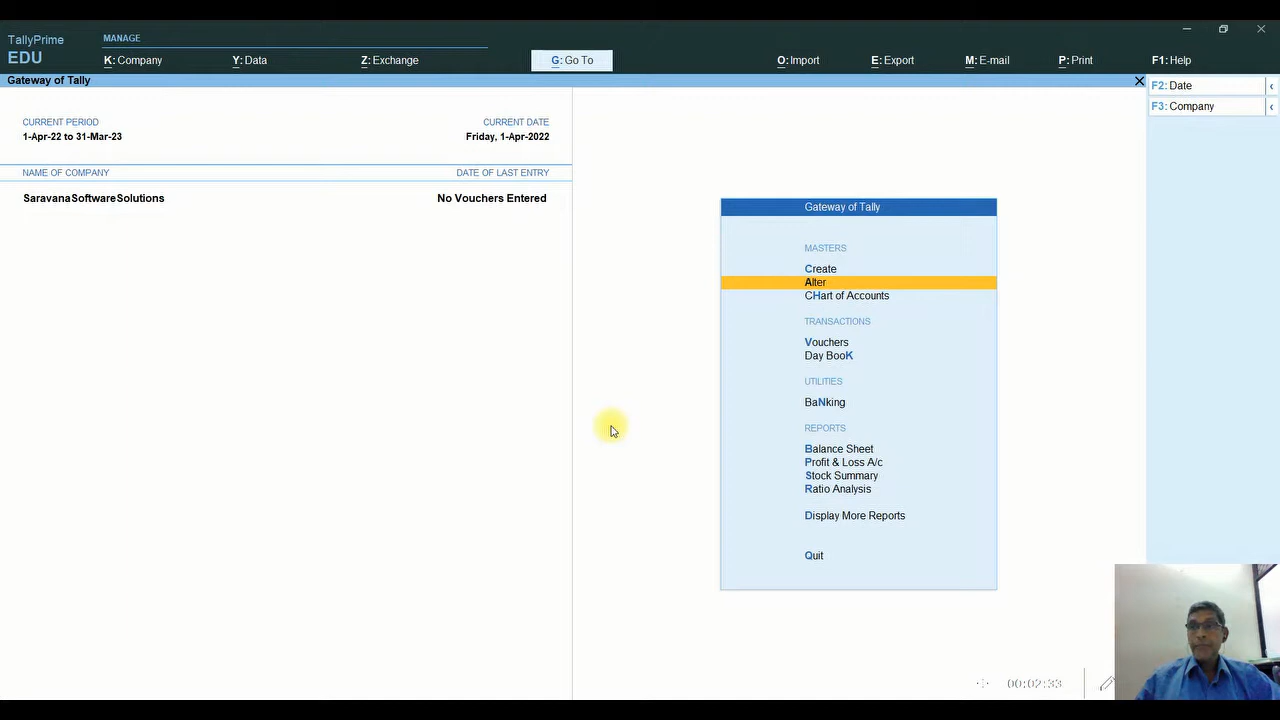 TallyPrime
EDU
MANAGE
K: Company
Y: Data
Z: Exchange
G: Go To
O: Import
E: Export
M: E-mail
P: Print
F1: Help
Gateway of Tally
F2: Date
F3: Company
CURRENT PERIOD
CURRENT DATE
1-Apr-22 to 31-Mar-23
Friday, 1-Apr-2022
NAME OF COMPANY
DATE OF LAST ENTRY
SaravanaSoftwareSolutions
No Vouchers Entered
Gateway of Tally
MASTERS
Create
Alter
CHart of Accounts
TRANSACTIONS
Vouchers
Day BooK
UTILITIES
BaNking
REPORTS
Balance Sheet
Profit & Loss A/c
Stock Summary
Ratio Analysis
Display More Reports
Quit
00:02:33